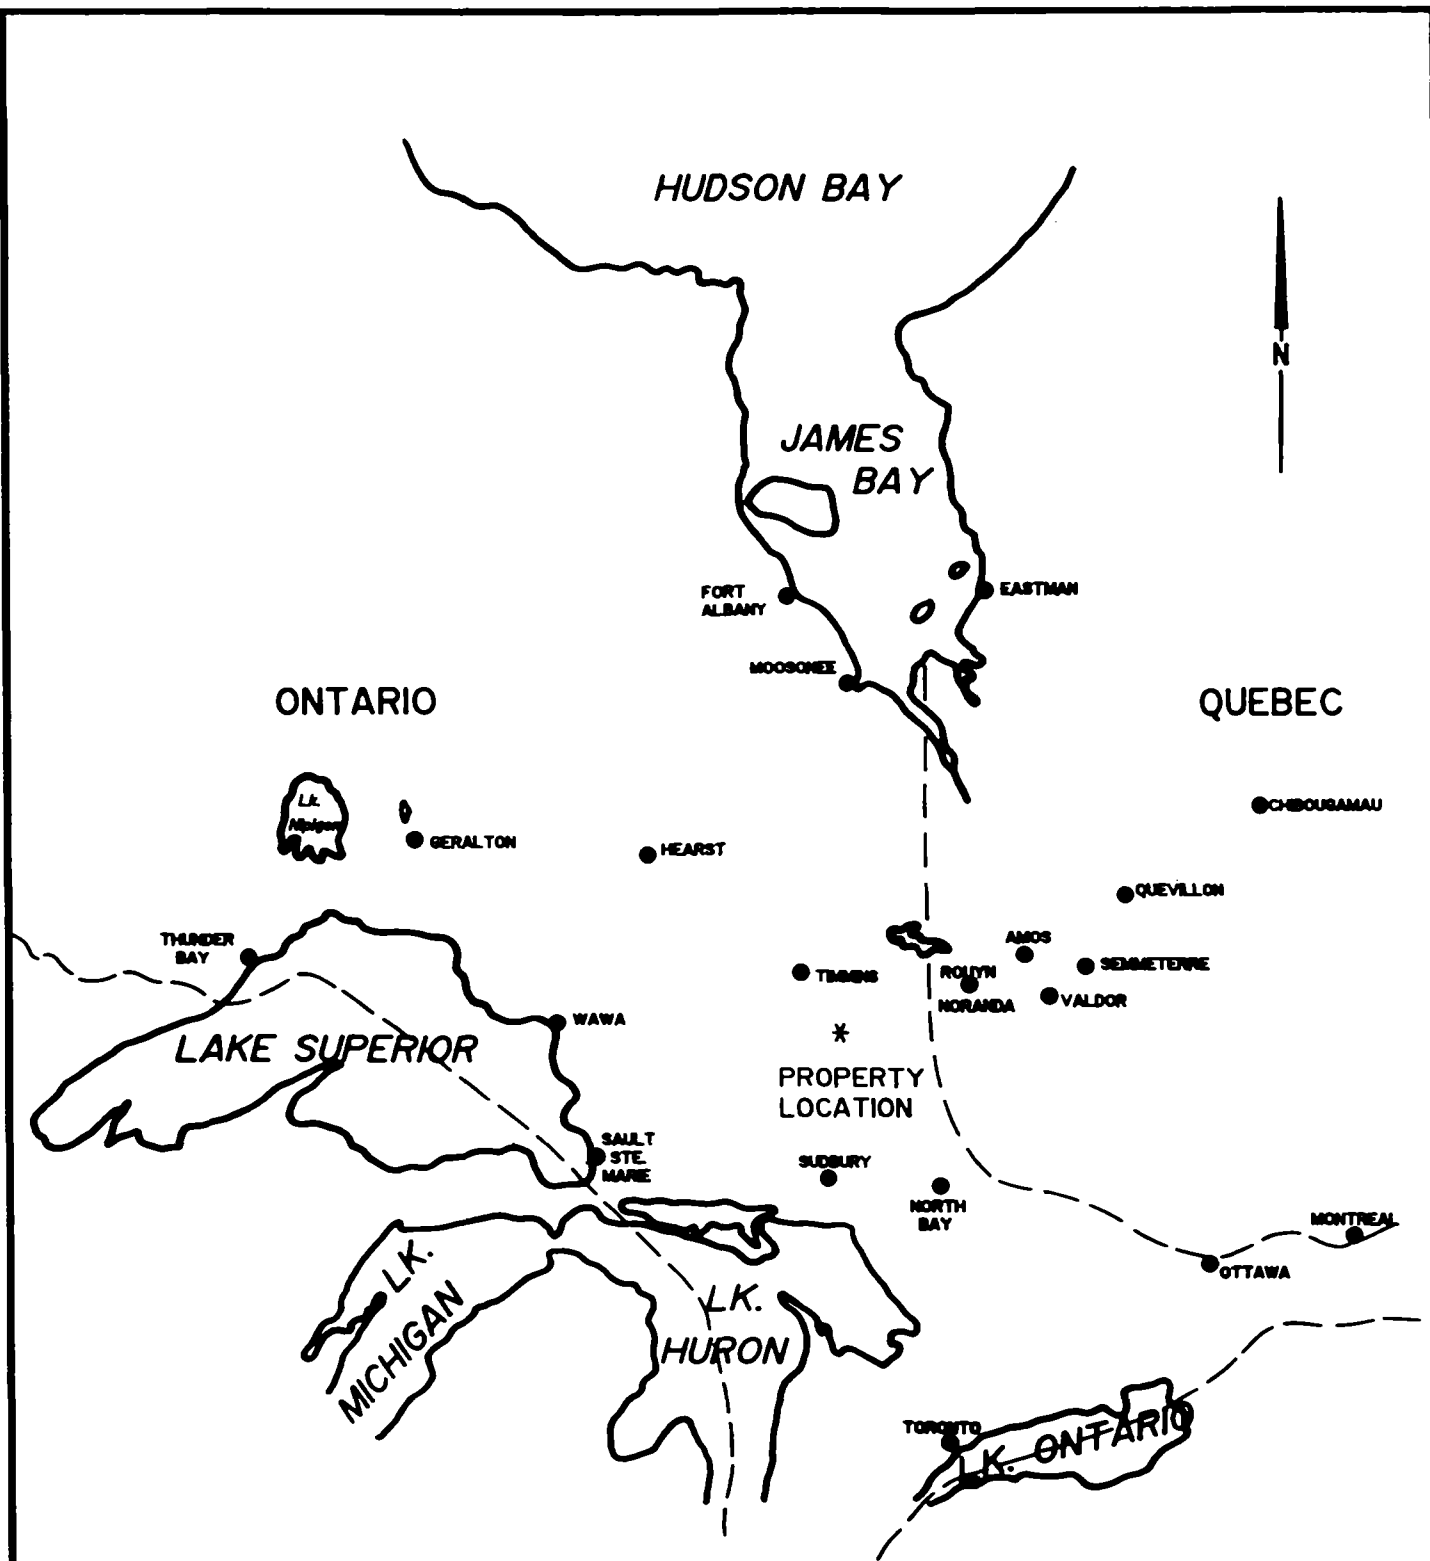 HUDSON BAY
N
JAMES
BAY
FORT
ALBANY
EASTMAN
MOOSONEE
ONTARIO
QUEBEC
Lk.
Nipigon
GERALTON
HEARST
CHIBOUGAMAU
QUEVILLON
THUNDER
BAY
TIMMINS
AMOS
ROUYN
NORANDA
SEMMETERRE
VALDOR
WAWA
LAKE SUPERIOR
*
PROPERTY
LOCATION
SAULT
STE.
MARIE
SUDBURY
NORTH
BAY
MONTREAL
OTTAWA
LK.
MICHIGAN
LK.
HURON
TORONTO
LK. ONTARIO